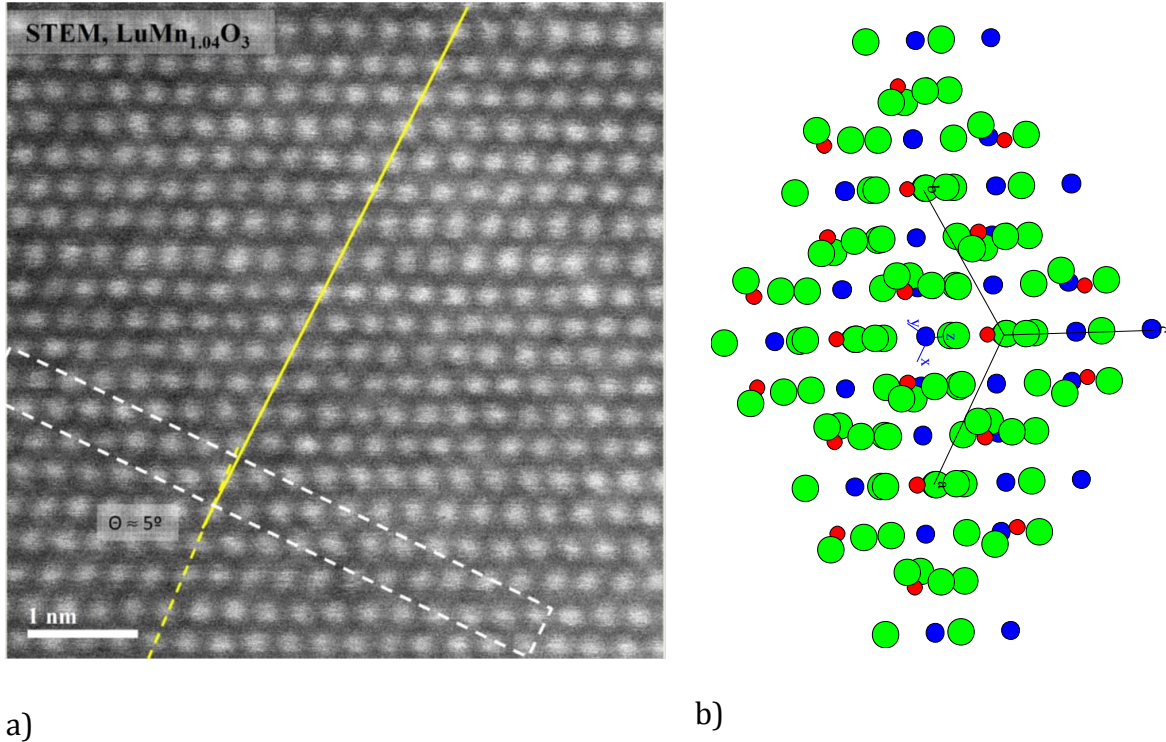 STEM, LuMn1.04O3
Θ ≈ 5º
1 nm
b
y
z
x
c
a
a)
b)